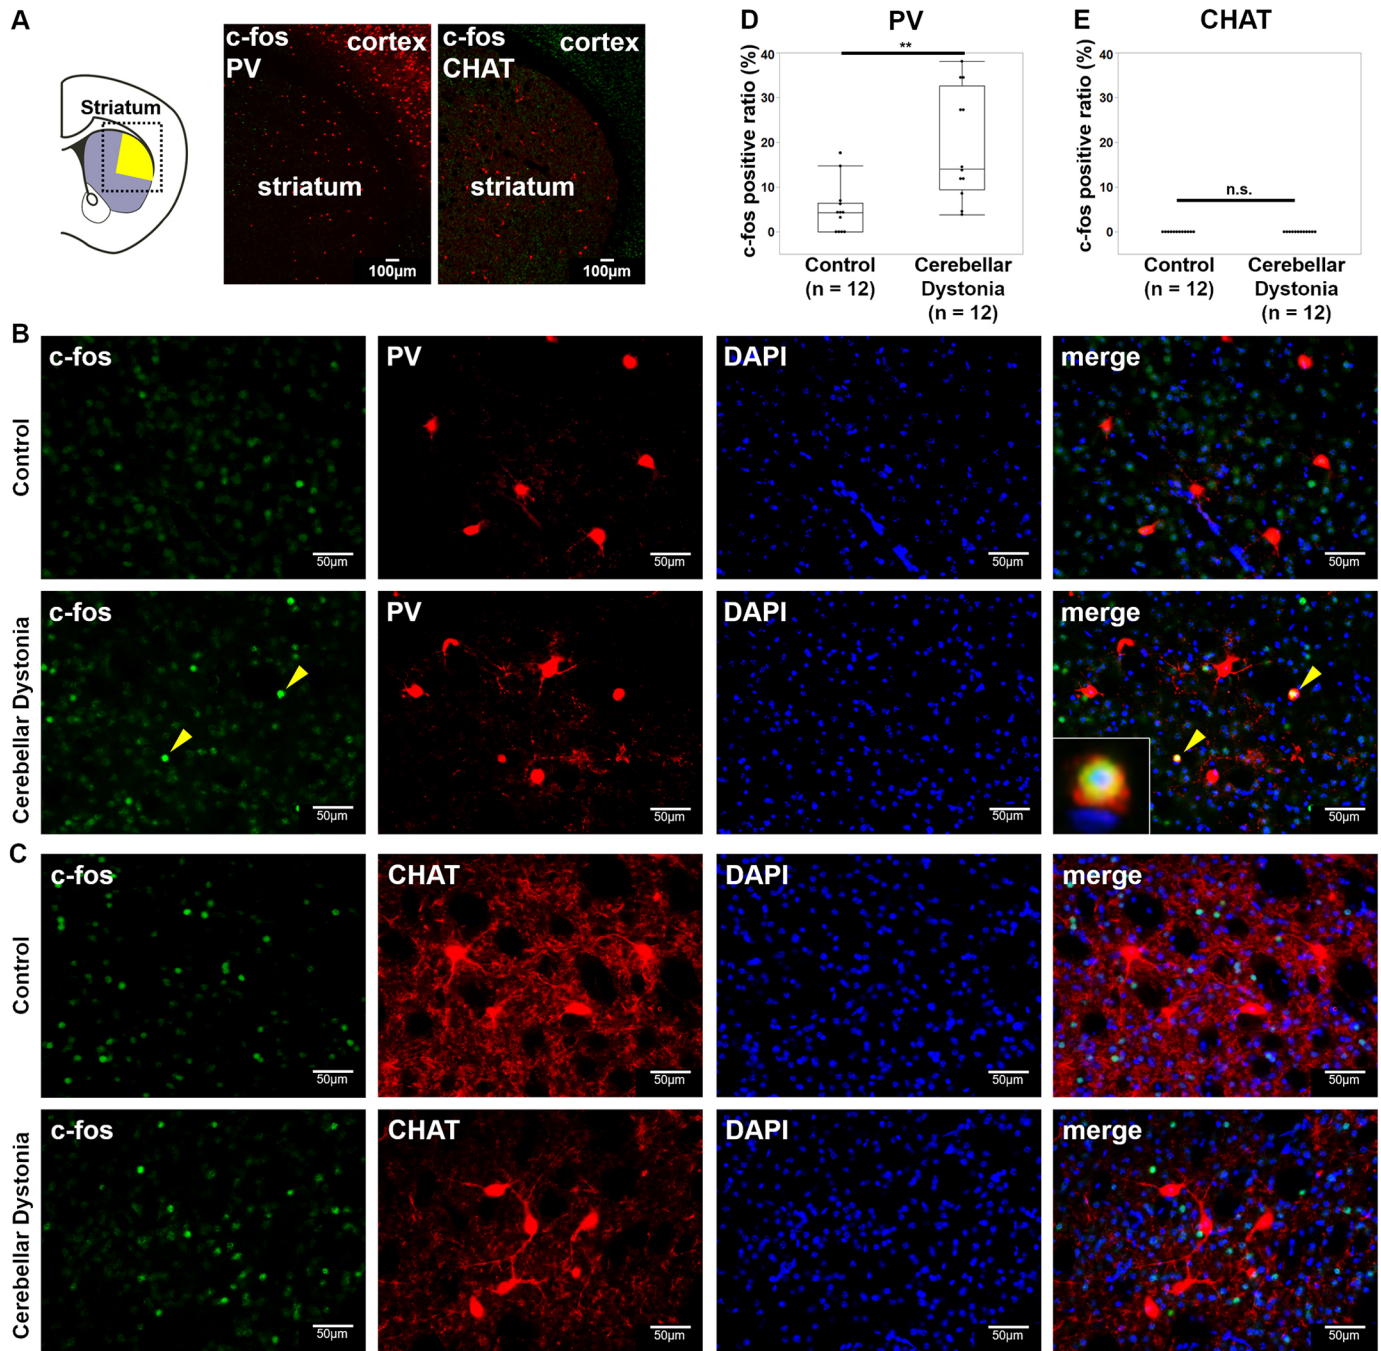 A
Striatum
c-fos
PV
cortex
striatum
100µm
c-fos
CHAT
cortex
striatum
100µm
D
PV
c-fos positive ratio (%)
40
30
20
10
0
**
Control
(n = 12)
Cerebellar
Dystonia
(n = 12)
E
CHAT
c-fos positive ratio (%)
40
30
20
10
0
n.s.
Control
(n = 12)
Cerebellar
Dystonia
(n = 12)
B
Control
c-fos
50µm
PV
50µm
DAPI
50µm
merge
50µm
Cerebellar Dystonia
c-fos
50µm
PV
50µm
DAPI
50µm
merge
50µm
C
Control
c-fos
50µm
CHAT
50µm
DAPI
50µm
merge
50µm
Cerebellar Dystonia
c-fos
50µm
CHAT
50µm
DAPI
50µm
merge
50µm